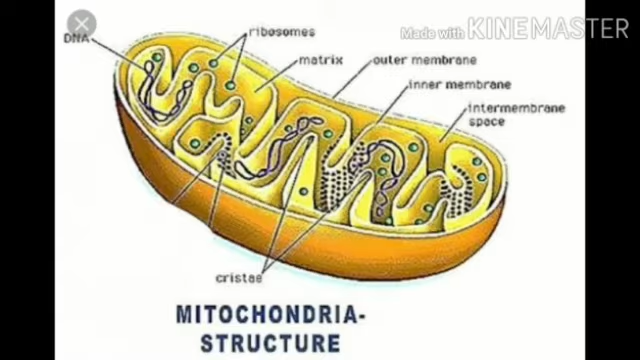 Made with KINEMASTER
DNA
ribosomes
matrix
outer membrane
inner membrane
intermembrane
space
cristae
MITOCHONDRIA-
STRUCTURE